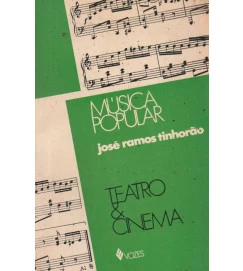 MÚSICA
POPULAR
josé ramos tinhorão
TEATRO
&
CINEMA
VOZES